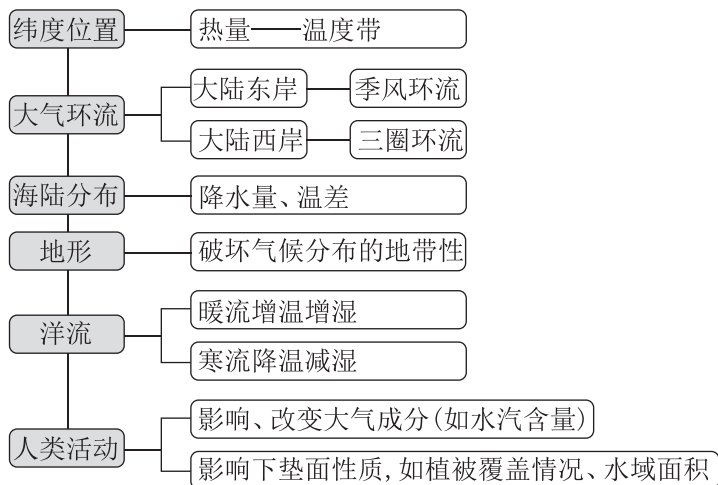 纬度位置
热量——温度带
大气环流
大陆东岸
季风环流
大陆西岸
三圈环流
海陆分布
降水量、温差
地形
破坏气候分布的地带性
洋流
暖流增温增湿
寒流降温减湿
人类活动
影响、改变大气成分(如水汽含量)
影响下垫面性质,如植被覆盖情况、水域面积